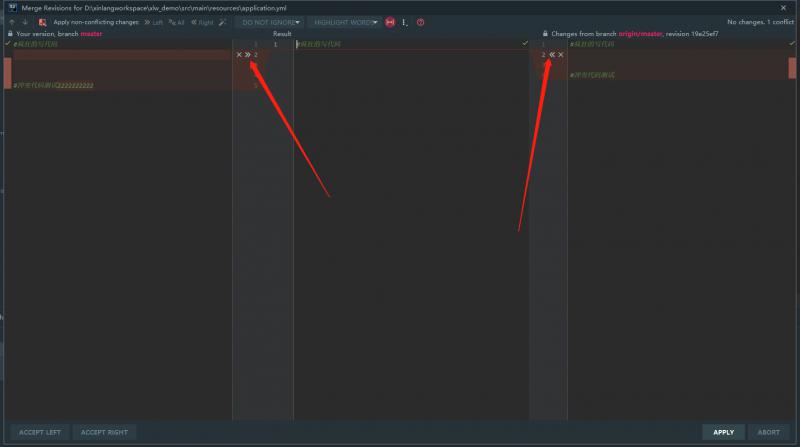 Merge Revisions for D:\xinlangworkspace\xlw_demo\src\main\resources\application.yml
Apply non-conflicting changes: Left All Right DO NOT IGNORE HIGHLIGHT WORDS No changes. 1 conflict
Your version, branch master Result Changes from branch origin/master, revision 19e25ef7
#疯狂的写代码 1 1 #疯狂的写代码 1 #疯狂的写代码
2 2
#冲突代码测试
#冲突代码测试2222222222 5
ACCEPT LEFT ACCEPT RIGHT APPLY ABORT